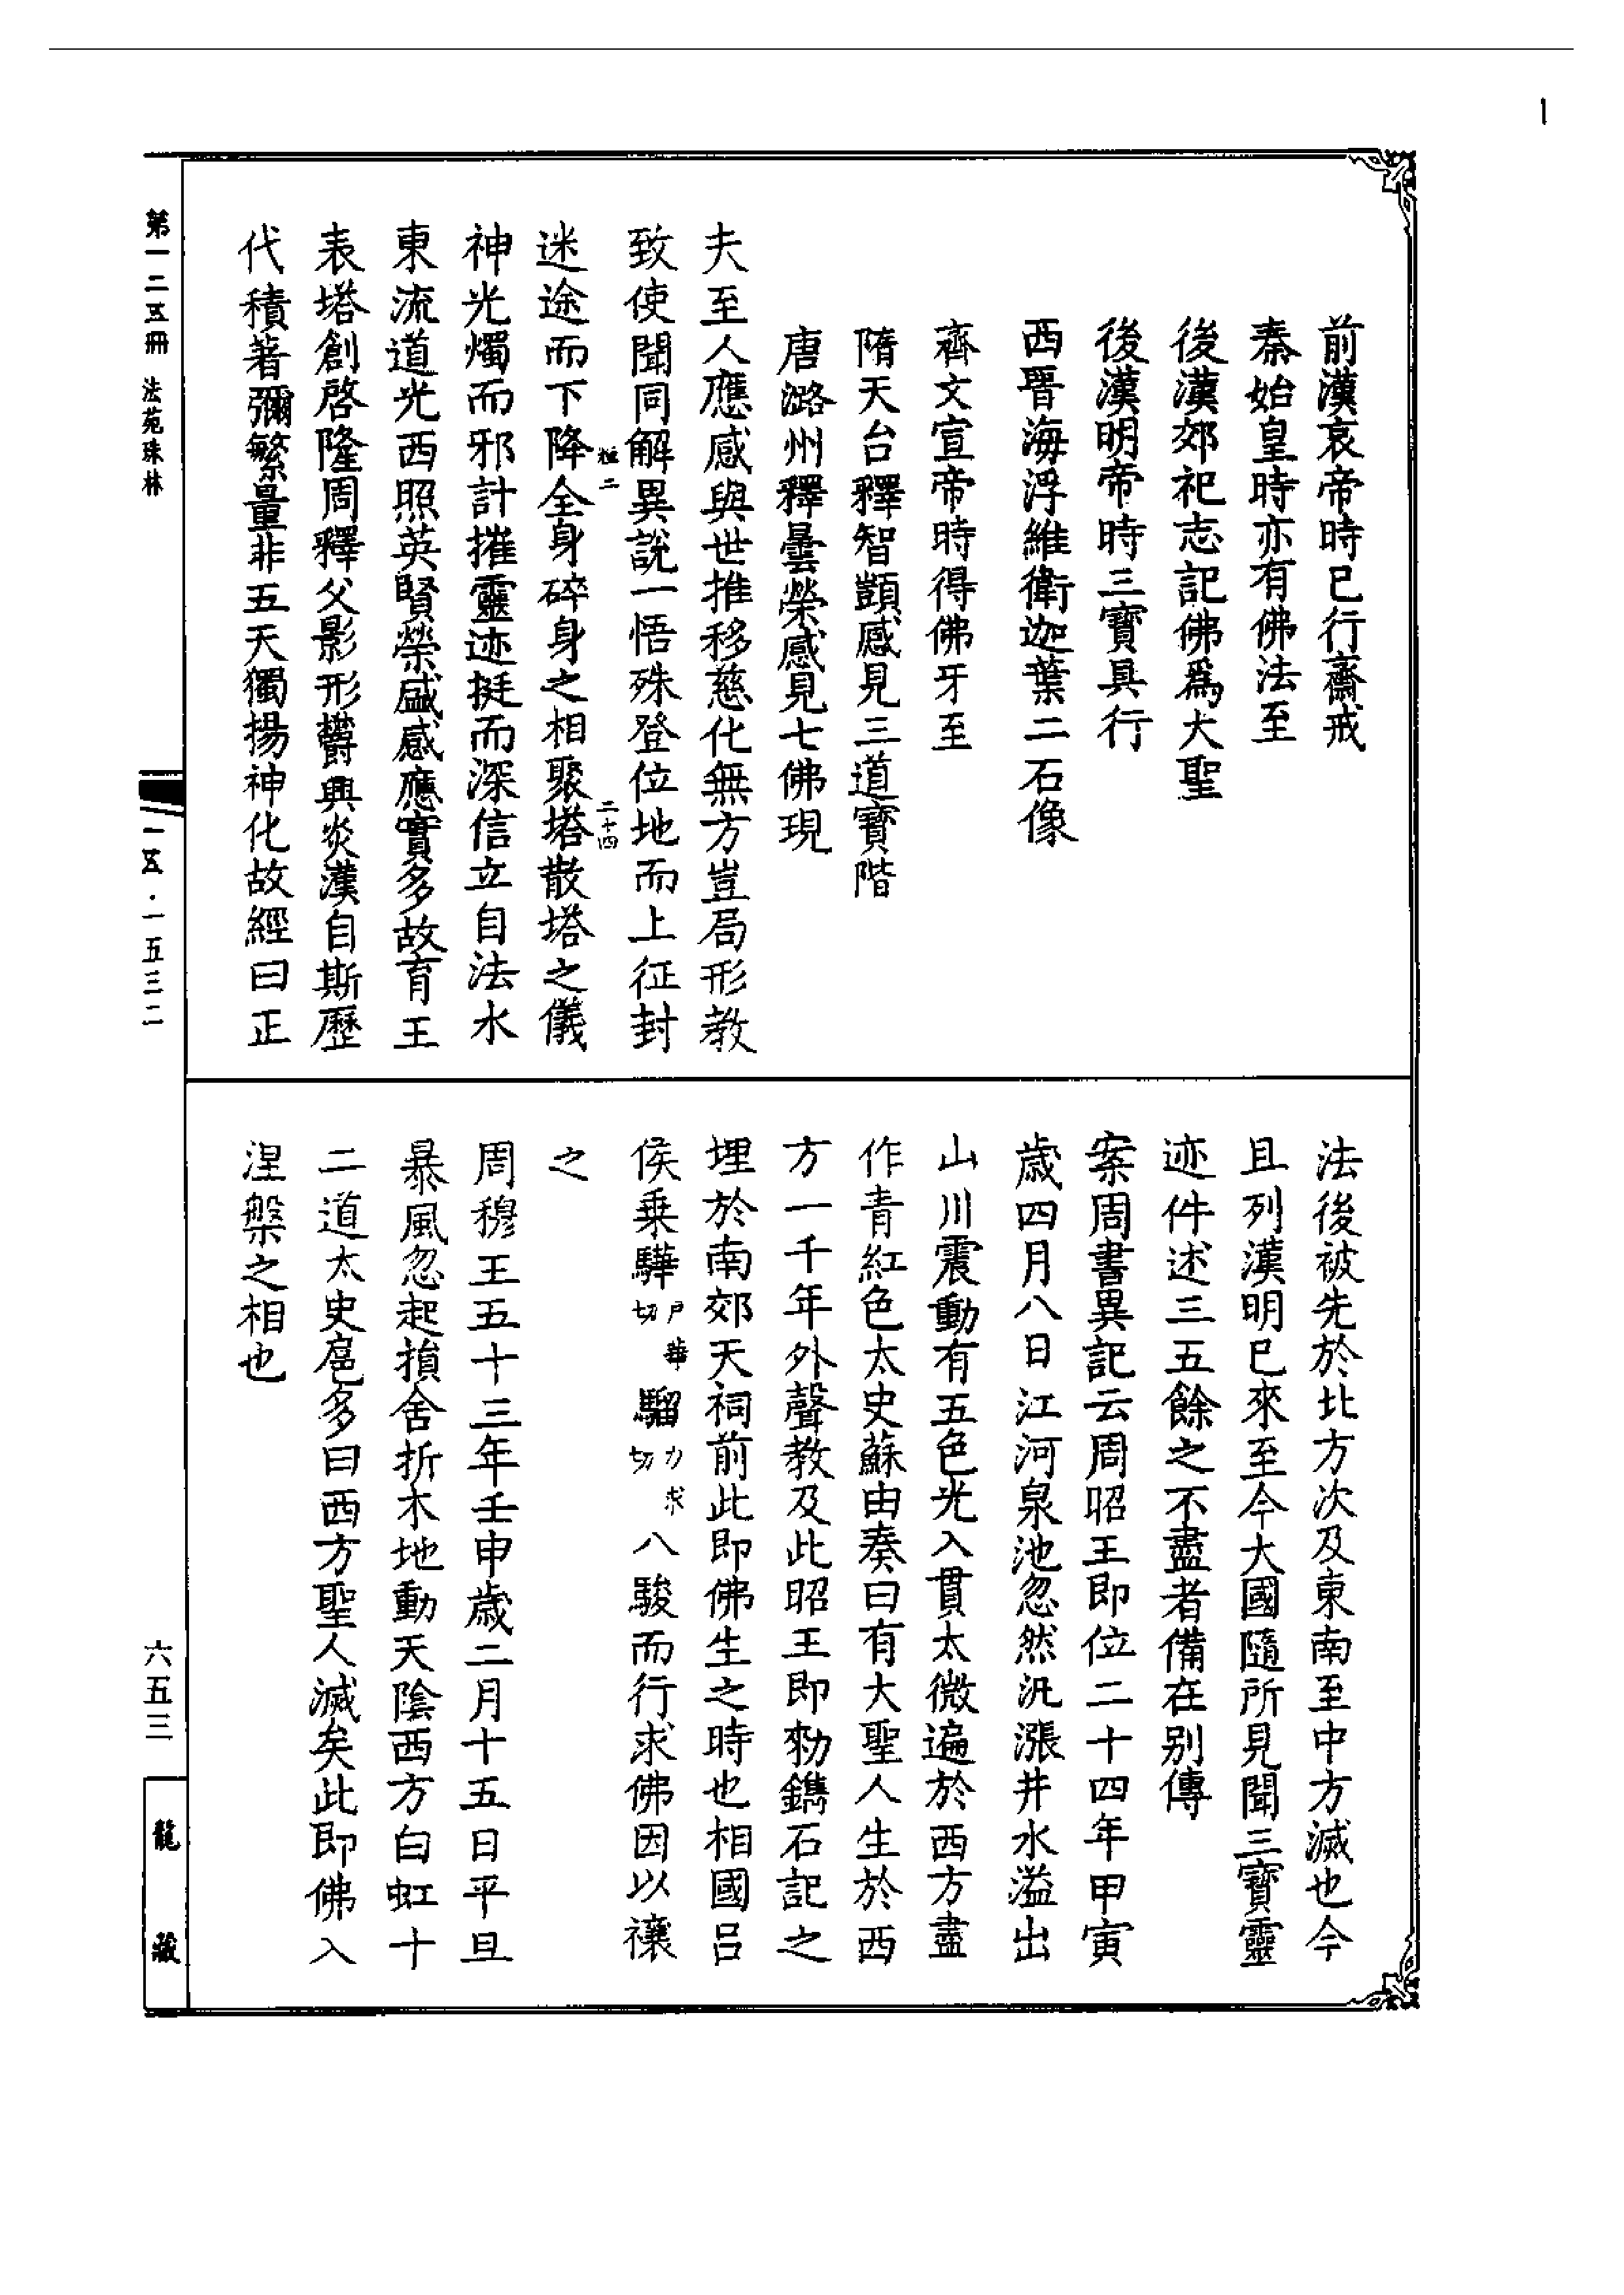 1
前漢哀帝時已行齋戒
秦始皇時亦有佛法至
後漢郊祀志記佛爲大聖
後漢明帝時三寶具行
西晉海浮維衛迦葉二石像
齊文宣帝時得佛牙至
隋天台釋智顗感見三道寶階
唐潞州釋曇榮感見七佛現
夫至人應感與世推移慈化無方豈局形教
致使聞同解異說一悟殊登位地而上征封
二 二十四
迷途而下降全身碎身之相聚塔散塔之儀
神光燭而邪計摧靈迹挺而深信立自法水
東流道光西照英賢榮盛感應寔多故育王
表塔創啓隆周釋父影形欝興炎漢自斯歷
代積著彌繁量非五天獨揚神化故經曰正
法後被先於北方次及東南至中方滅也今
且列漢明已來至今大國隨所見聞三寶靈
迹件述三五餘之不盡者備在别傳
案周書異記云周昭王即位二十四年甲寅
歲四月八日江河泉池忽然汎漲井水溢出
山川震動有五色光入貫太微遍於西方盡
作青紅色太史蘇由奏曰有大聖人生於西
方一千年外聲教及此昭王即勑鐫石記之
埋於南郊天祠前此即佛生之時也相國呂
侯乗驊戶華切騮力求切八駿而行求佛因以禳
之
周穆王五十三年壬申歲二月十五日平旦
暴風忽起損舍折木地動天陰西方白虹十
二道太史扈多曰西方聖人滅矣此即佛入
涅槃之相也
第一二五冊 法苑珠林
一五·一五三二
六五三
龍藏